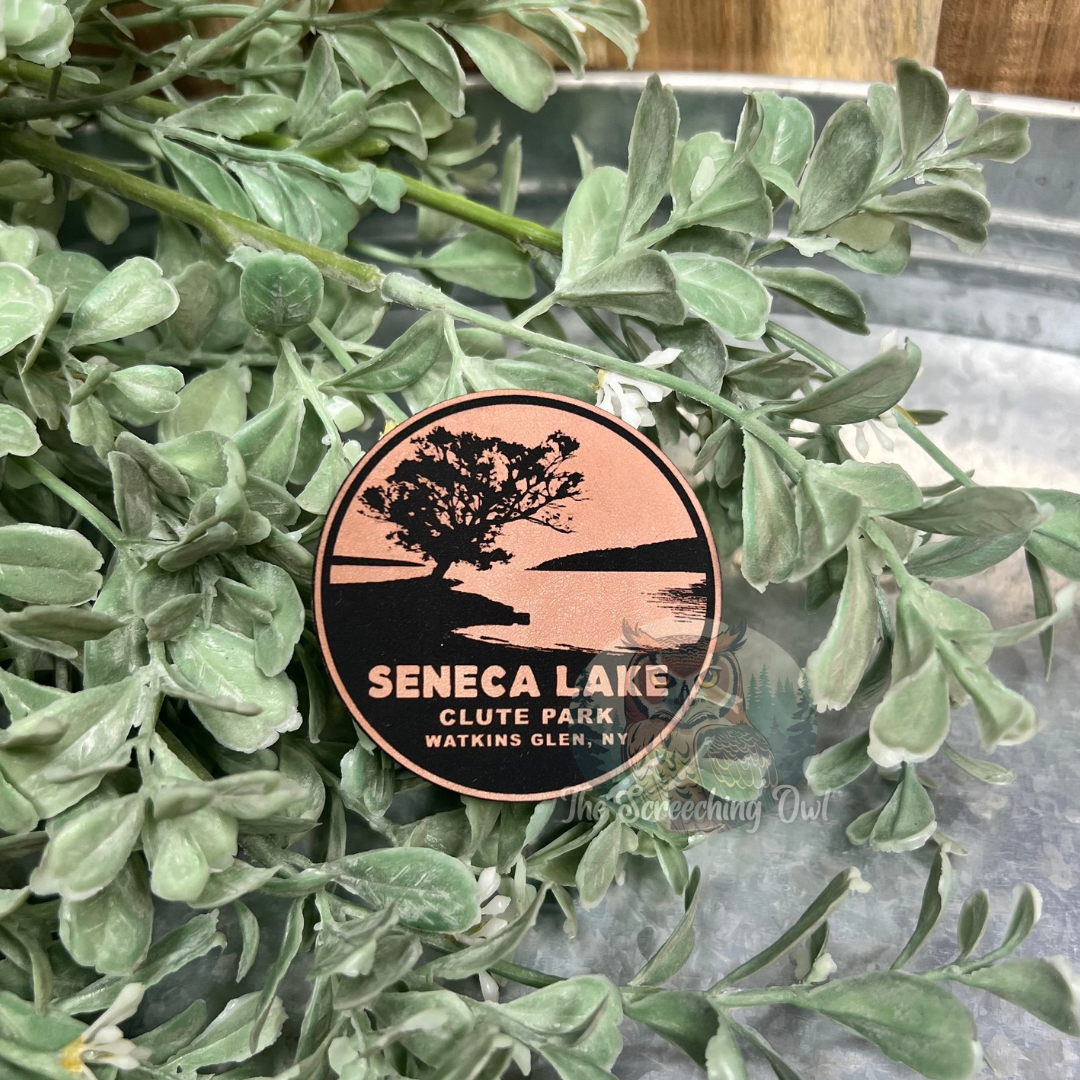 SENECA LAKE
CLUTE PARK
WATKINS GLEN, NY
The Screeching Owl